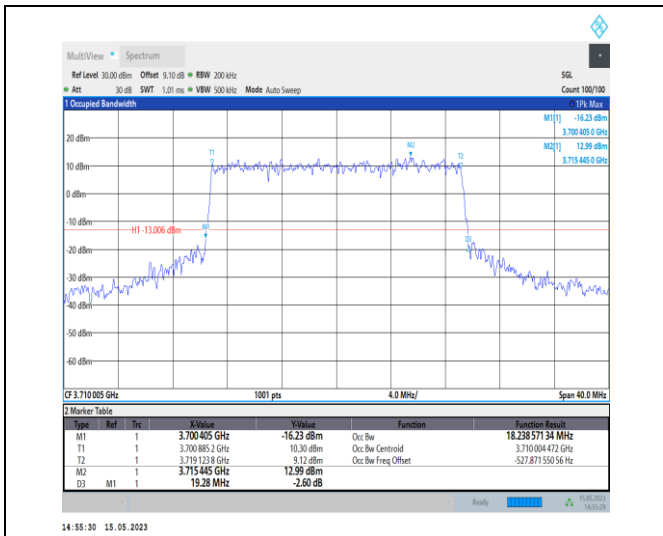 MultiView Spectrum
Ref Level 30.00 dBm Offset 9.10 dB RBW 200 kHz SGL
Att 30 dB SWT 1.01 ms VBW 500 kHz Mode Auto Sweep Count 100/100
1 Occupied Bandwidth 1Pk Max
M1[1] -16.23 dBm
3.700 405 0 GHz
M2[1] 12.99 dBm
3.715 445 0 GHz
20 dBm
T1 M2 T2
10 dBm
0 dBm
-10 dBm
H1 -13.006 dBm
M1
D3
-20 dBm
-30 dBm
-40 dBm
-50 dBm
-60 dBm
CF 3.710 005 GHz 1001 pts 4.0 MHz/ Span 40.0 MHz
2 Marker Table
Type Ref Trc X-Value Y-Value Function Function Result
M1 1 3.700 405 GHz -16.23 dBm Occ Bw 18.238 571 34 MHz
T1 1 3.700 885 2 GHz 10.30 dBm Occ Bw Centroid 3.710 004 472 GHz
T2 1 3.719 123 8 GHz 9.12 dBm Occ Bw Freq Offset -527.871 550 56 Hz
M2 1 3.715 445 GHz 12.99 dBm
D3 M1 1 19.28 MHz -2.60 dB
Ready 15.05.2023
14:55:29
14:55:30 15.05.2023